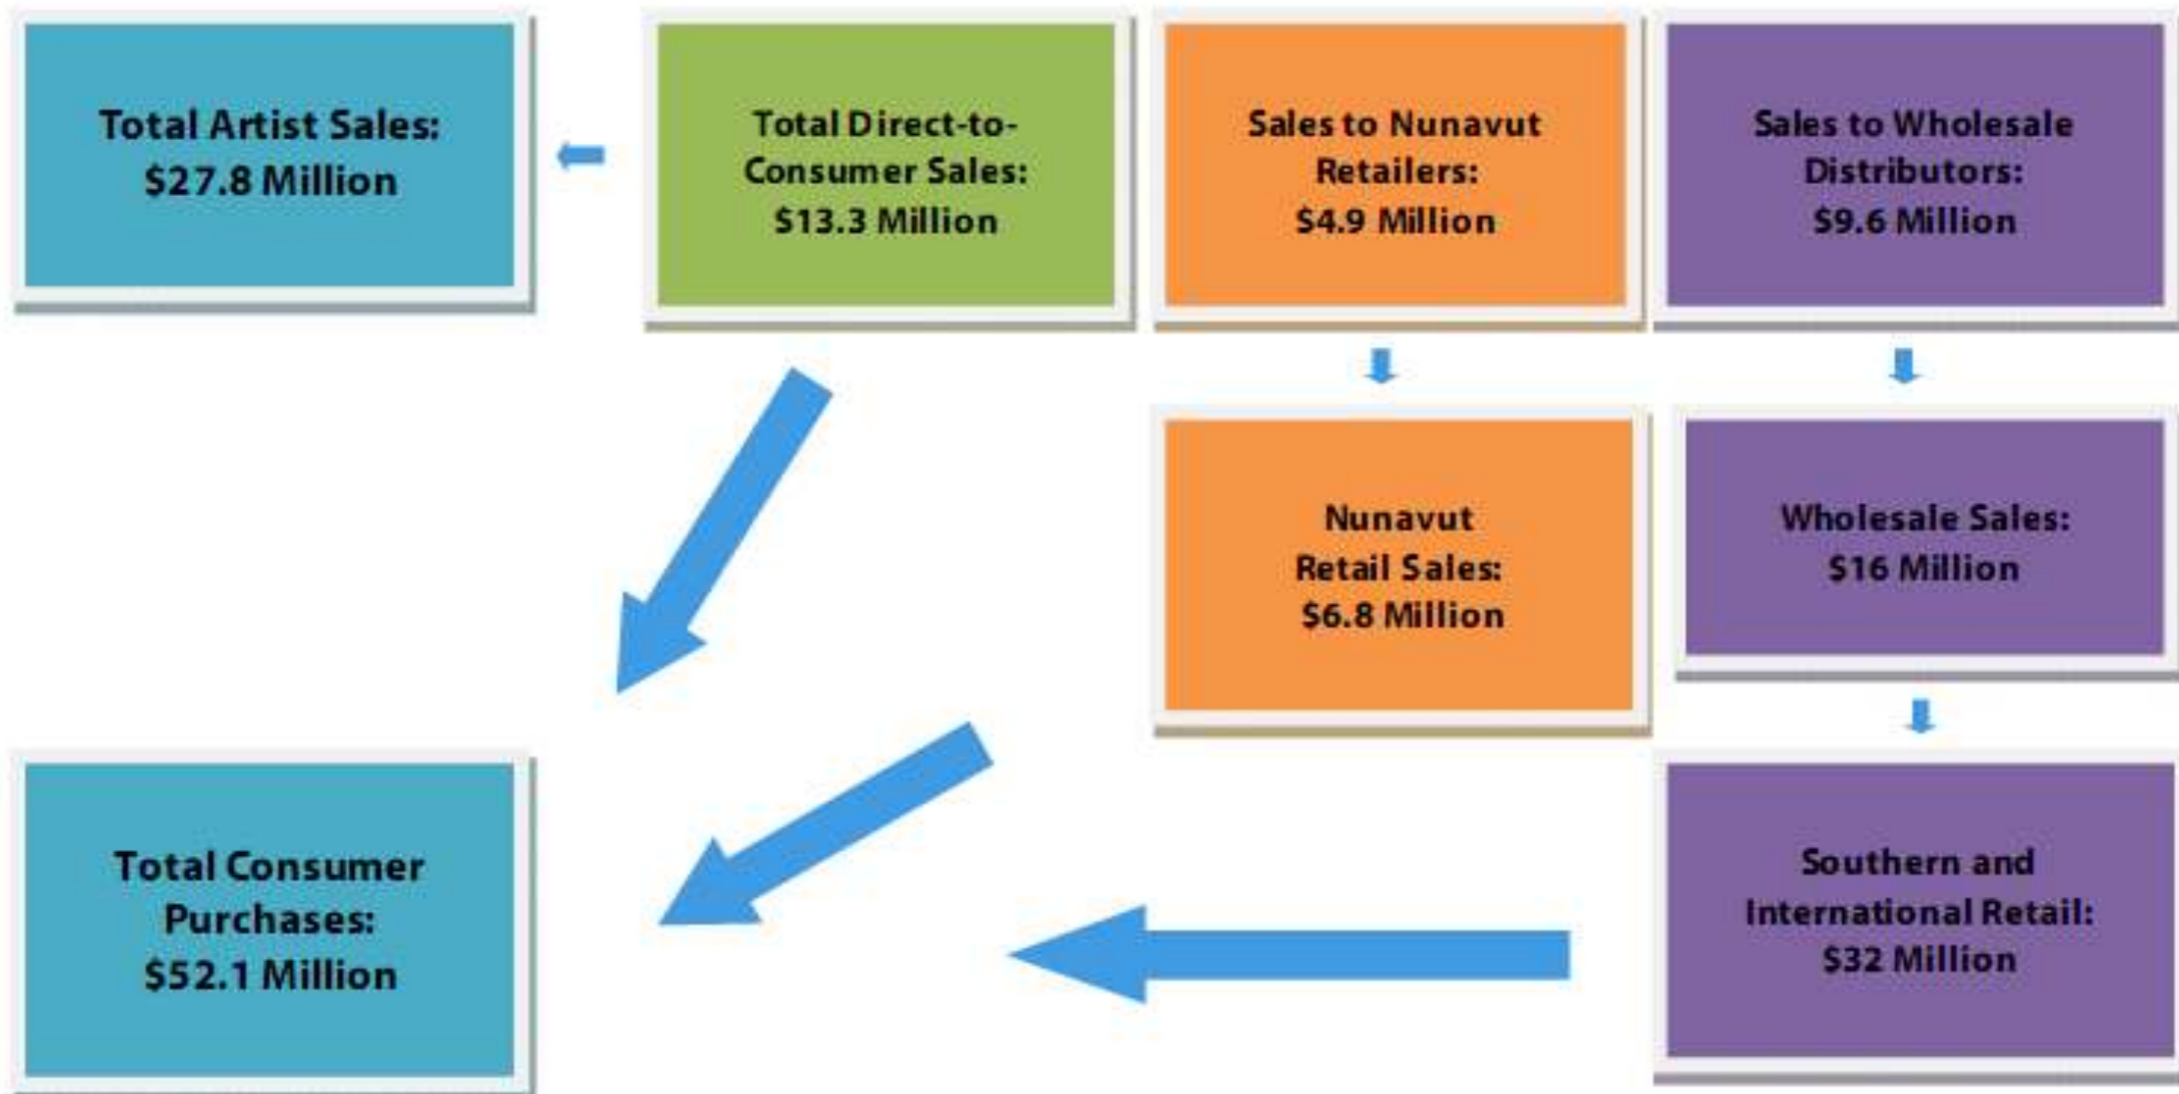 Total Artist Sales:
$27.8 Million
Total Direct-to-
Consumer Sales:
$13.3 Million
Sales to Nunavut
Retailers:
$4.9 Million
Sales to Wholesale
Distributors:
$9.6 Million
Nunavut
Retail Sales:
$6.8 Million
Wholesale Sales:
$16 Million
Total Consumer
Purchases:
$52.1 Million
Southern and
International Retail:
$32 Million